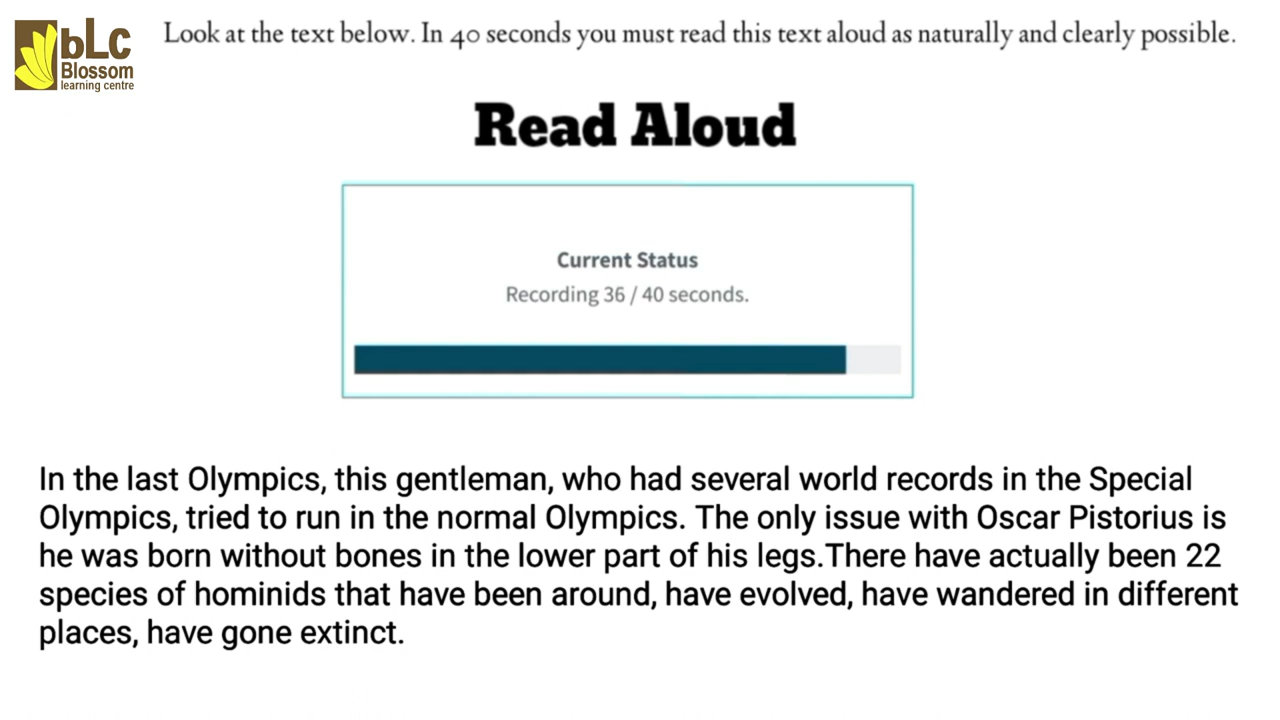 bLc
Blossom
learning centre
Look at the text below. In 40 seconds you must read this text aloud as naturally and clearly possible.
Read Aloud
Current Status
Recording 36 / 40 seconds.
In the last Olympics, this gentleman, who had several world records in the Special
Olympics, tried to run in the normal Olympics. The only issue with Oscar Pistorius is
he was born without bones in the lower part of his legs.There have actually been 22
species of hominids that have been around, have evolved, have wandered in different
places, have gone extinct.